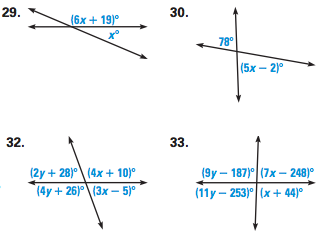 29.
(6x + 19)°
x°
30.
78°
(5x − 2)°
32.
(2y + 28)° (4x + 10)°
(4y + 26)° (3x − 5)°
33.
(9y − 187)° (7x − 248)°
(11y − 253)° (x + 44)°